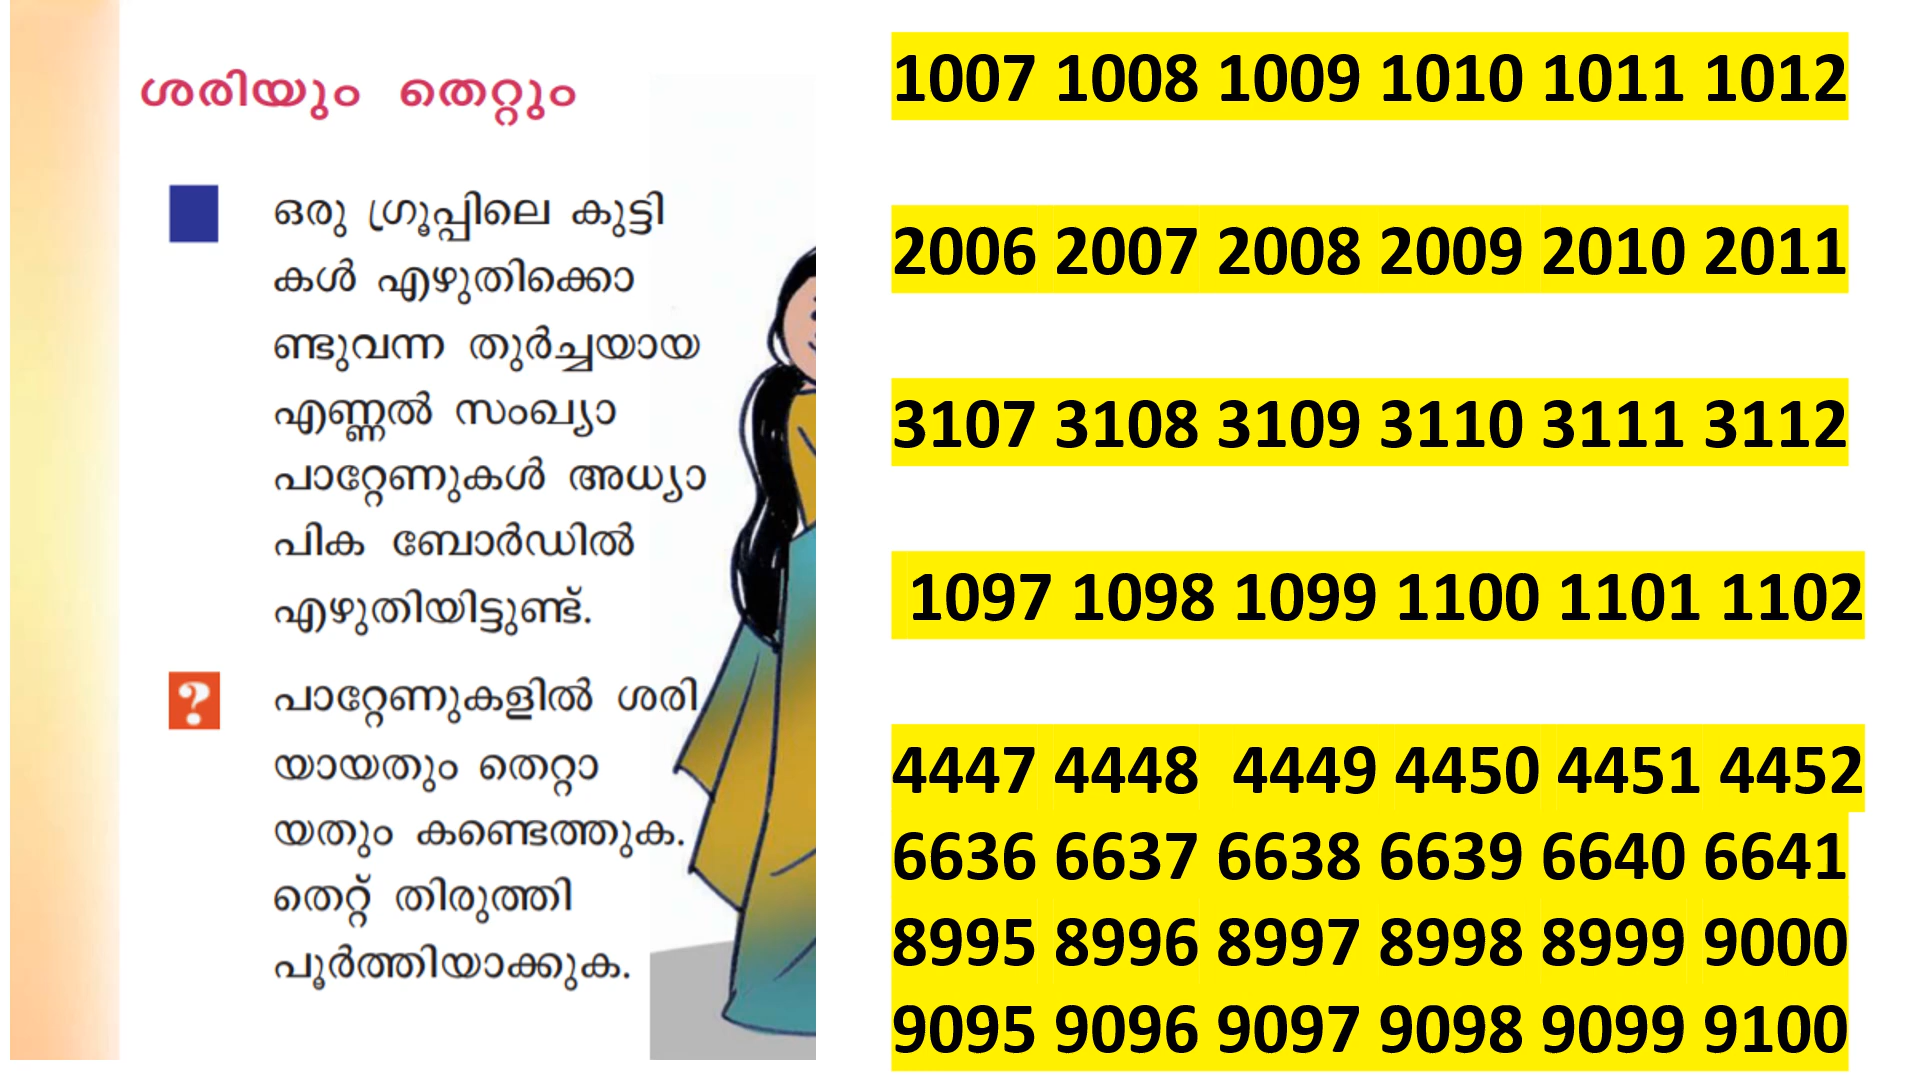 ശരിയും തെറ്റും
ഒരു ഗ്രൂപ്പിലെ കുട്ടി
കൾ എഴുതിക്കൊ
ണ്ടുവന്ന തുർച്ചയായ
എണ്ണൽ സംഖ്യാ
പാറ്റേണുകൾ അധ്യാ
പിക ബോർഡിൽ
എഴുതിയിട്ടുണ്ട്.
? പാറ്റേണുകളിൽ ശരി
യായതും തെറ്റാ
യതും കണ്ടെത്തുക.
തെറ്റ് തിരുത്തി
പൂർത്തിയാക്കുക.
1007 1008 1009 1010 1011 1012
2006 2007 2008 2009 2010 2011
3107 3108 3109 3110 3111 3112
1097 1098 1099 1100 1101 1102
4447 4448 4449 4450 4451 4452
6636 6637 6638 6639 6640 6641
8995 8996 8997 8998 8999 9000
9095 9096 9097 9098 9099 9100